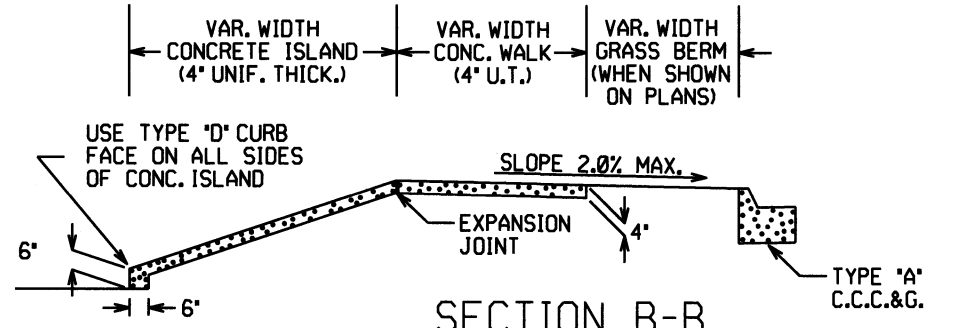 VAR. WIDTH
CONCRETE ISLAND
(4" UNIF. THICK.)
VAR. WIDTH
CONC. WALK
(4" U.T.)
VAR. WIDTH
GRASS BERM
(WHEN SHOWN
ON PLANS)
USE TYPE "D" CURB
FACE ON ALL SIDES
OF CONC. ISLAND
SLOPE 2.0% MAX.
EXPANSION
JOINT
4"
6"
6"
TYPE "A"
C.C.C.&G.
SECTION B-B